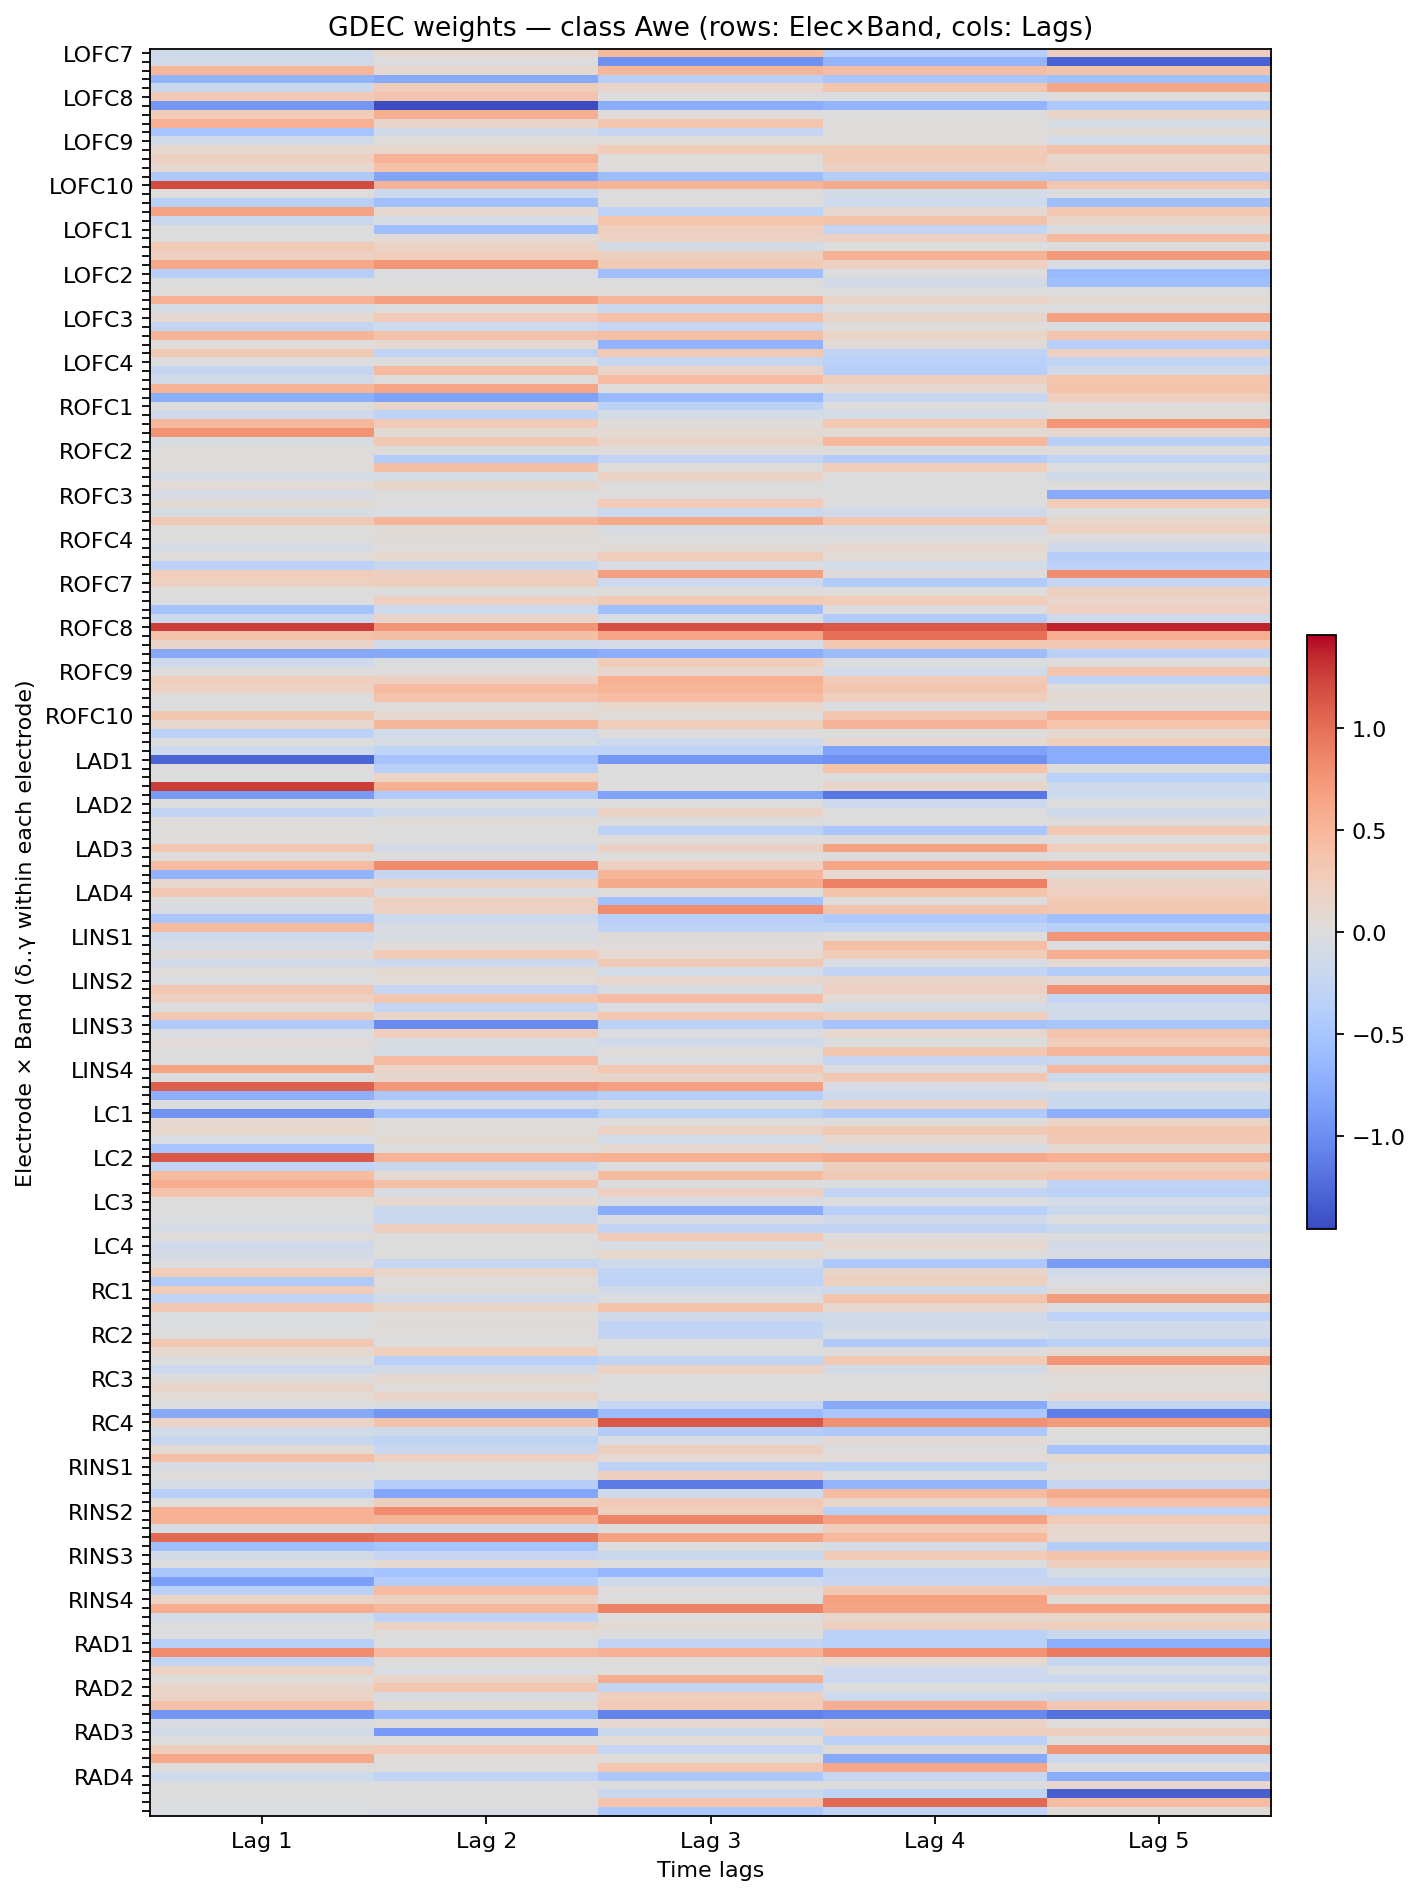 GDEC weights — class Awe (rows: Elec×Band, cols: Lags)
LOFC7
LOFC8
LOFC9
LOFC10
LOFC1
LOFC2
LOFC3
LOFC4
ROFC1
ROFC2
ROFC3
ROFC4
ROFC7
ROFC8
ROFC9
ROFC10
LAD1
LAD2
LAD3
LAD4
LINS1
LINS2
LINS3
LINS4
LC1
LC2
LC3
LC4
RC1
RC2
RC3
RC4
RINS1
RINS2
RINS3
RINS4
RAD1
RAD2
RAD3
RAD4
Electrode × Band (δ..γ within each electrode)
Lag 1 Lag 2 Lag 3 Lag 4 Lag 5
Time lags
1.0
0.5
0.0
−0.5
−1.0